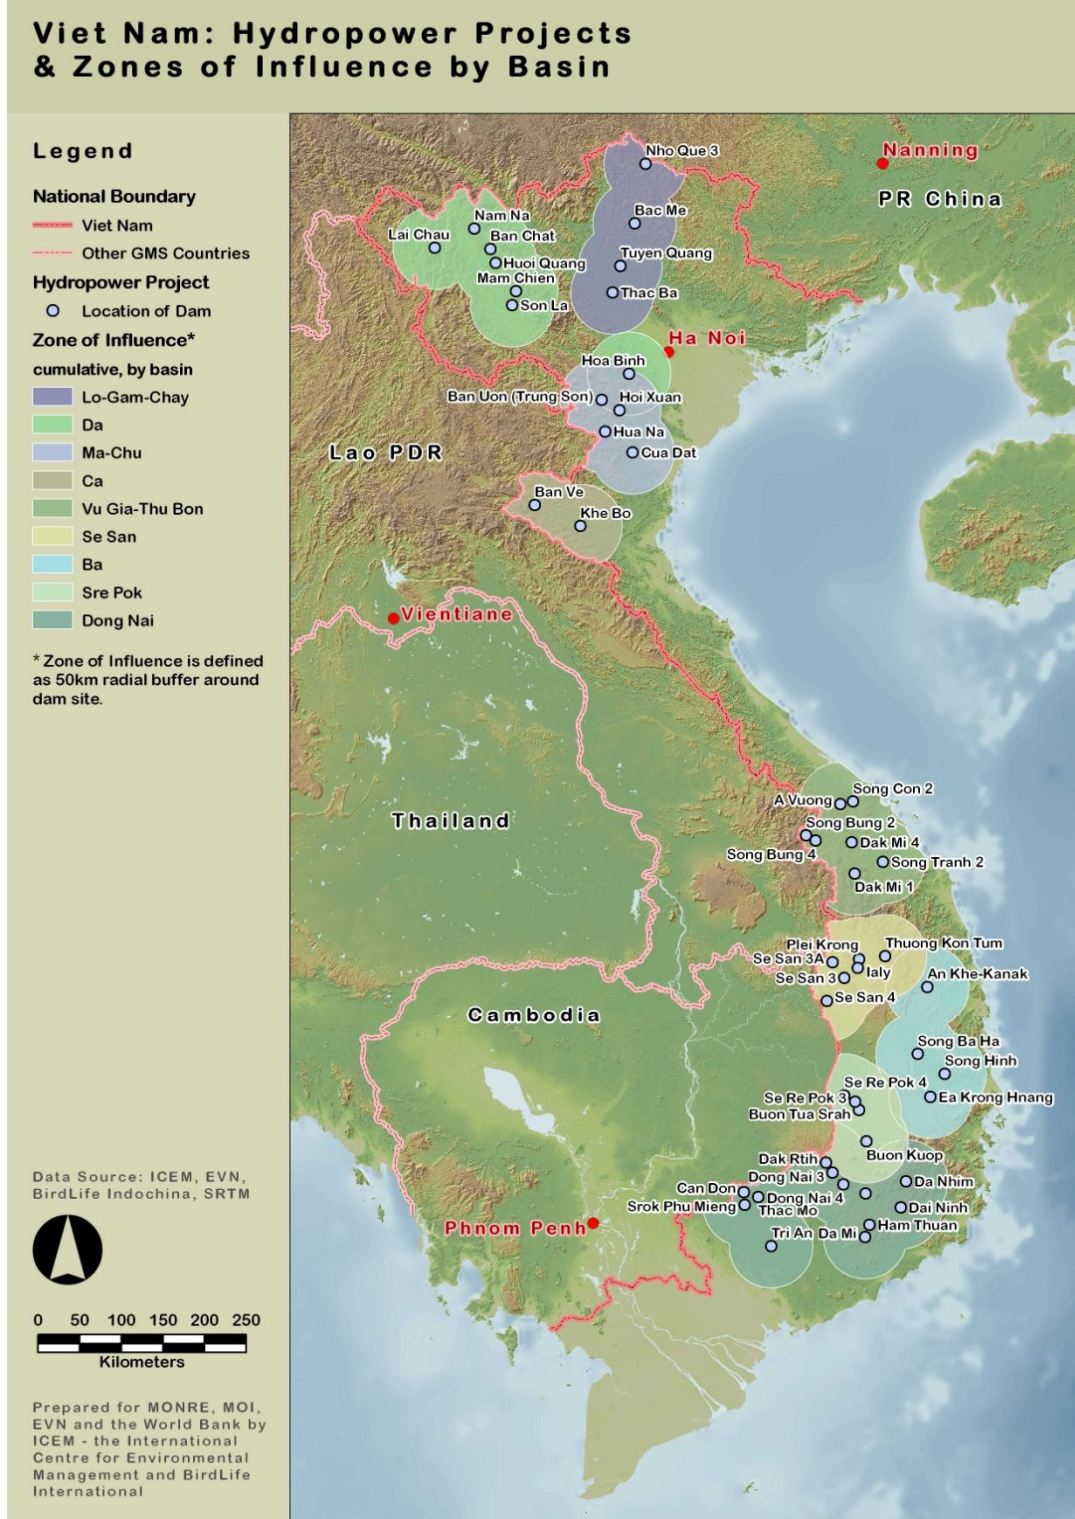 Viet Nam: Hydropower Projects
& Zones of Influence by Basin
Legend
National Boundary
Viet Nam
Other GMS Countries
Hydropower Project
Location of Dam
Zone of Influence*
cumulative, by basin
Lo-Gam-Chay
Da
Ma-Chu
Ca
Vu Gia-Thu Bon
Se San
Ba
Sre Pok
Dong Nai
* Zone of Influence is defined
as 50km radial buffer around
dam site.
Data Source: ICEM, EVN,
BirdLife Indochina, SRTM
0 50 100 150 200 250
Kilometers
Prepared for MONRE, MOI,
EVN and the World Bank by
ICEM - the International
Centre for Environmental
Management and BirdLife
International
Nho Que 3
Nanning
PR China
Bac Me
Nam Na
Lai Chau
Ban Chat
Tuyen Quang
Huoi Quang
Mam Chien
Thac Ba
Son La
Ha Noi
Hoa Binh
Ban Uon (Trung Son)
Hoi Xuan
Hua Na
Lao PDR
Cua Dat
Ban Ve
Khe Bo
Vientiane
Song Con 2
A Vuong
Thailand
Song Bung 2
Dak Mi 4
Song Bung 4
Song Tranh 2
Dak Mi 1
Plei Krong
Thuong Kon Tum
Se San 3A
Ialy
An Khe-Kanak
Se San 3
Se San 4
Cambodia
Song Ba Ha
Song Hinh
Se Re Pok 4
Se Re Pok 3
Ea Krong Hnang
Buon Tua Srah
Buon Kuop
Dak Rtih
Dong Nai 3
Da Nhim
Can Don
Dong Nai 4
Srok Phu Mieng
Thac Mo
Dai Ninh
Phnom Penh
Ham Thuan
Tri An
Da Mi